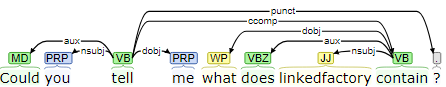 punct
ccomp
dobj
aux nsubj dobj aux nsubj
MD PRP VB PRP WP VBZ JJ VB .
Could you tell me what does linkedfactory contain ?